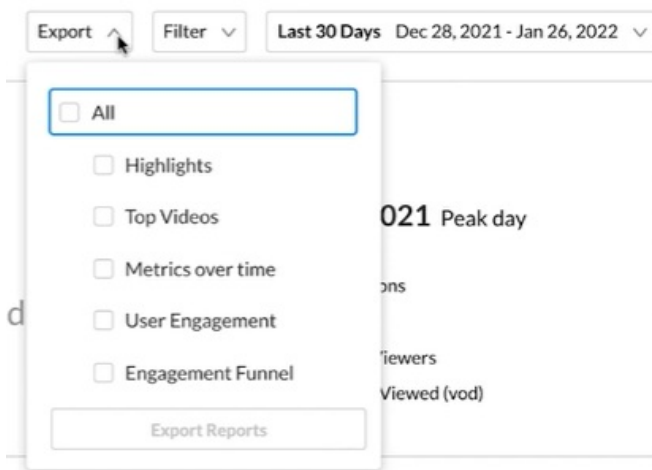 Export Filter Last 30 Days Dec 28, 2021 - Jan 26, 2022
All
Highlights
Top Videos
021 Peak day
Metrics over time
ons
d
User Engagement
iewers
Engagement Funnel
Viewed (vod)
Export Reports